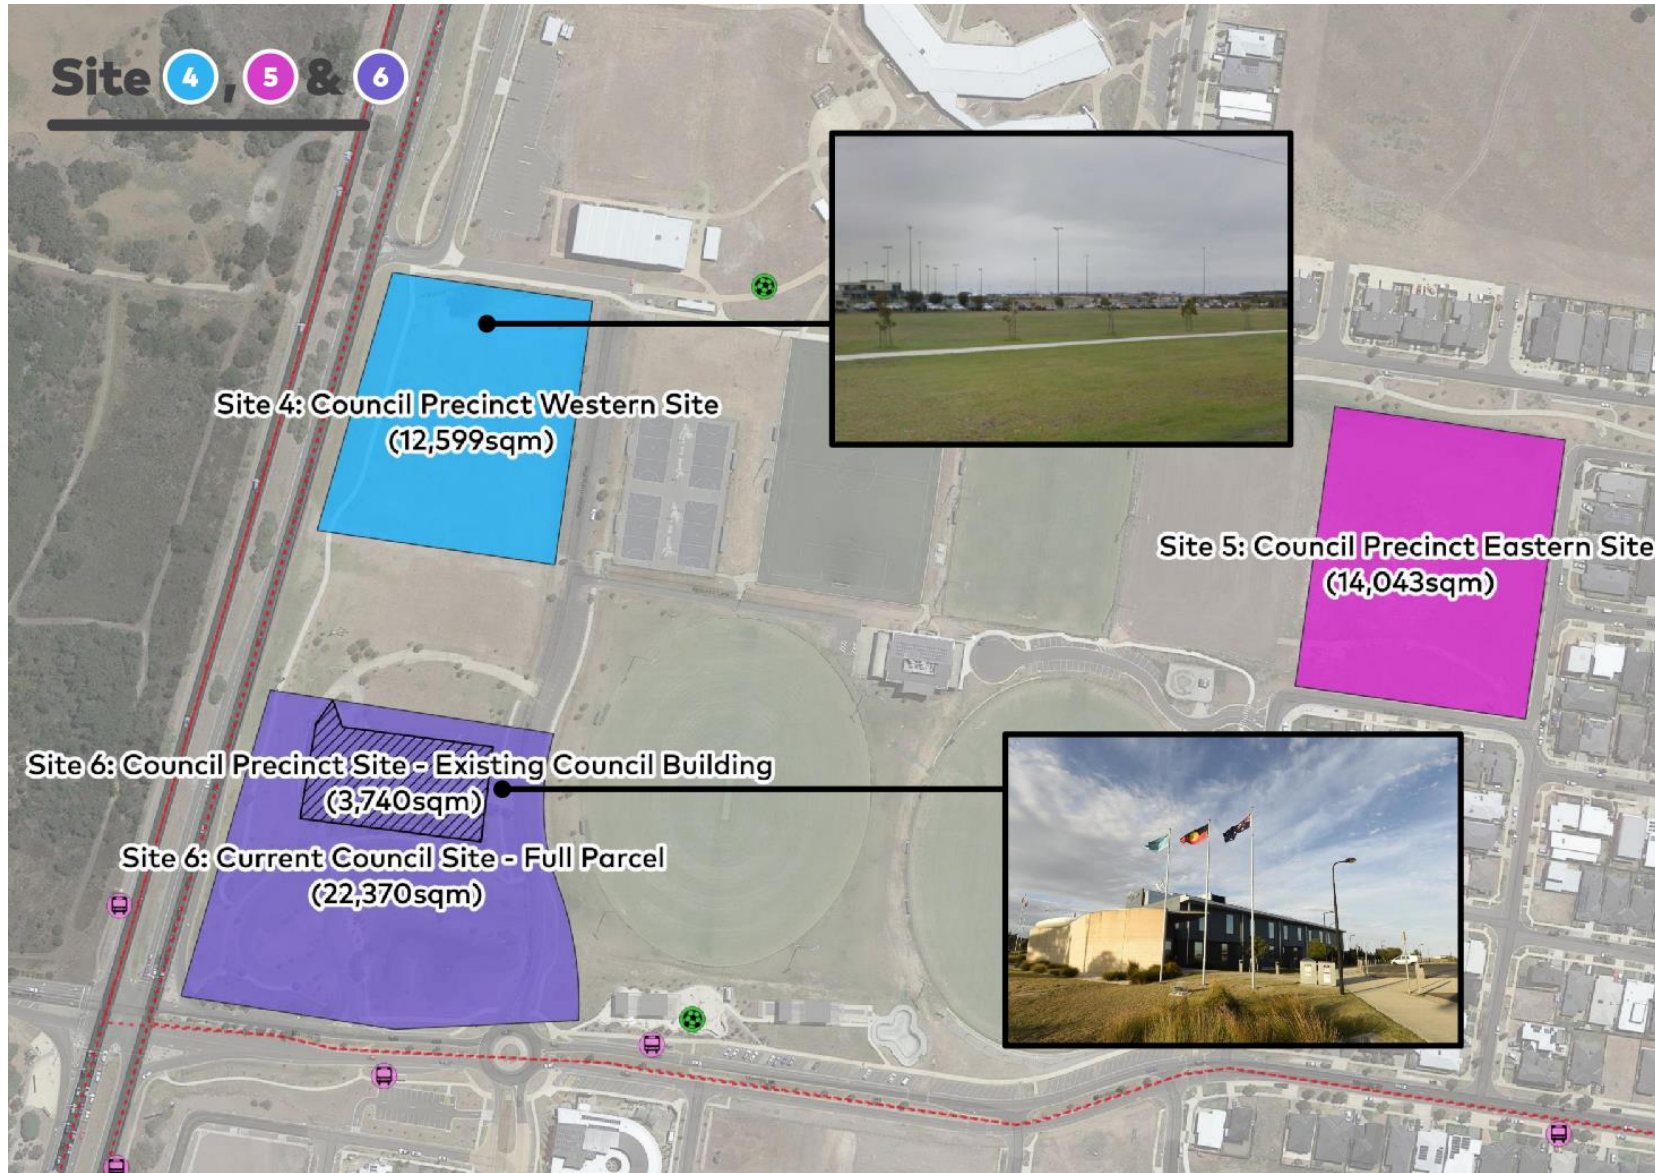 Site 4, 5 & 6
Site 4: Council Precinct Western Site
(12,599sqm)
Site 5: Council Precinct Eastern Site
(14,043sqm)
Site 6: Council Precinct Site - Existing Council Building
(3,740sqm)
Site 6: Current Council Site - Full Parcel
(22,370sqm)